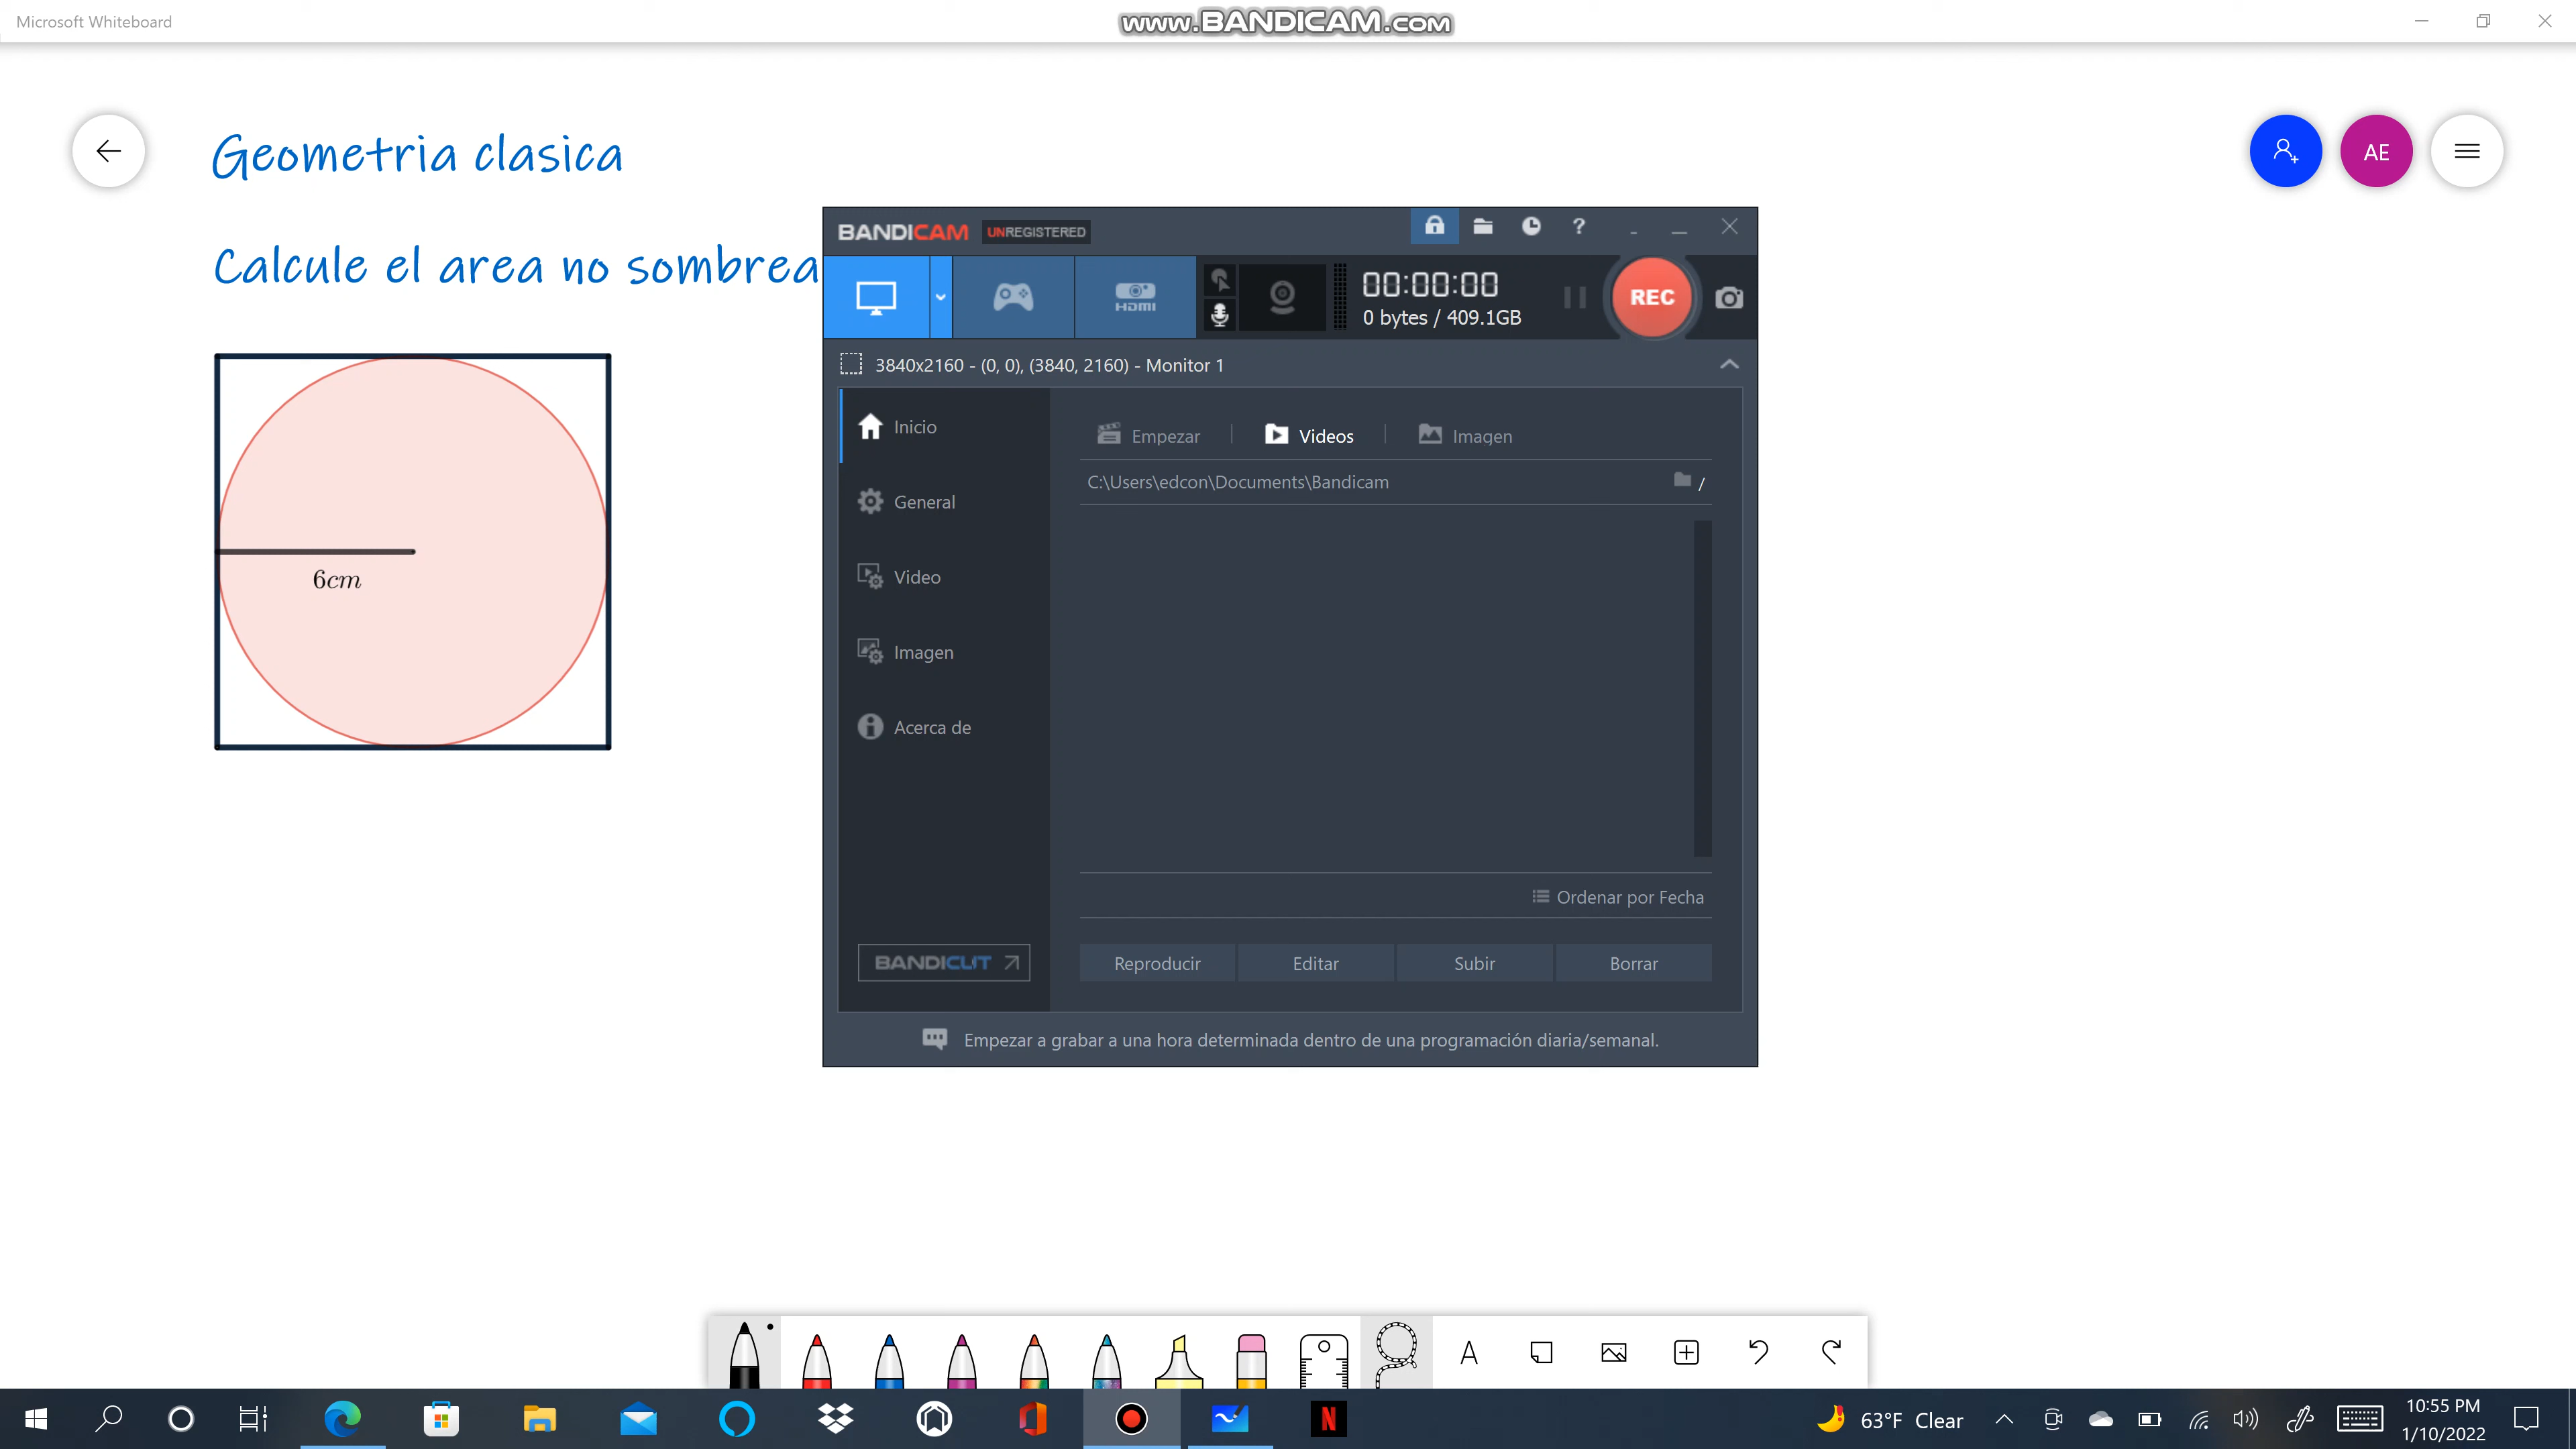 Microsoft Whiteboard
www.BANDICAM.com
Geometria clasica
AE
Calcule el area no sombrea
BANDICAM UNREGISTERED
?
HDMI
00:00:00
0 bytes / 409.1GB
REC
3840x2160 - (0, 0), (3840, 2160) - Monitor 1
Inicio
General
Video
Imagen
Acerca de
Empezar
Videos
Imagen
C:\Users\edcon\Documents\Bandicam
/
Ordenar por Fecha
BANDICUT
Reproducir
Editar
Subir
Borrar
Empezar a grabar a una hora determinada dentro de una programación diaria/semanal.
6cm
A
N
63°F Clear
10:55 PM
1/10/2022